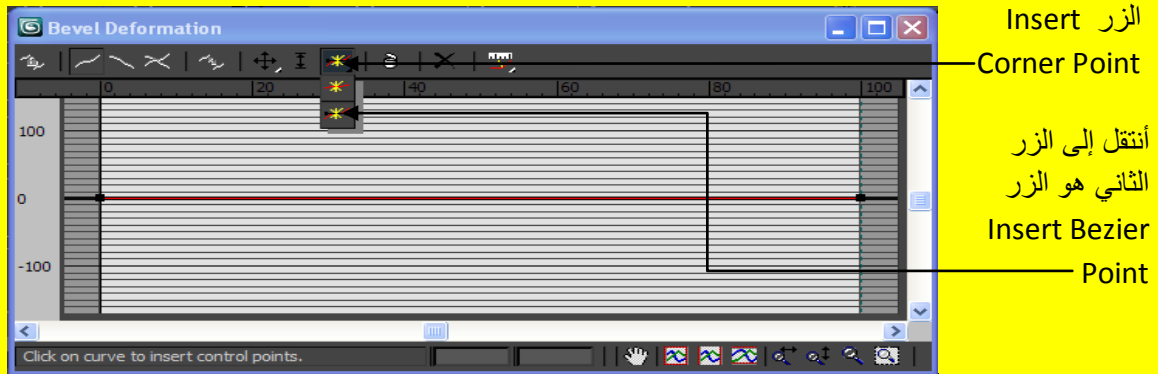 Bevel Deformation
0 20 40 60 80 100
100
0
-100
Click on curve to insert control points.
الزر Insert
Corner Point
أنتقل إلى الزر
الثاني هو الزر
Insert Bezier
Point